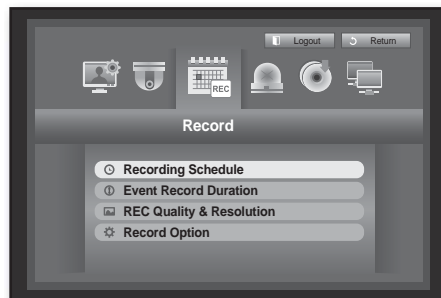 Logout
Return
REC
Record
Recording Schedule
Event Record Duration
REC Quality & Resolution
Record Option